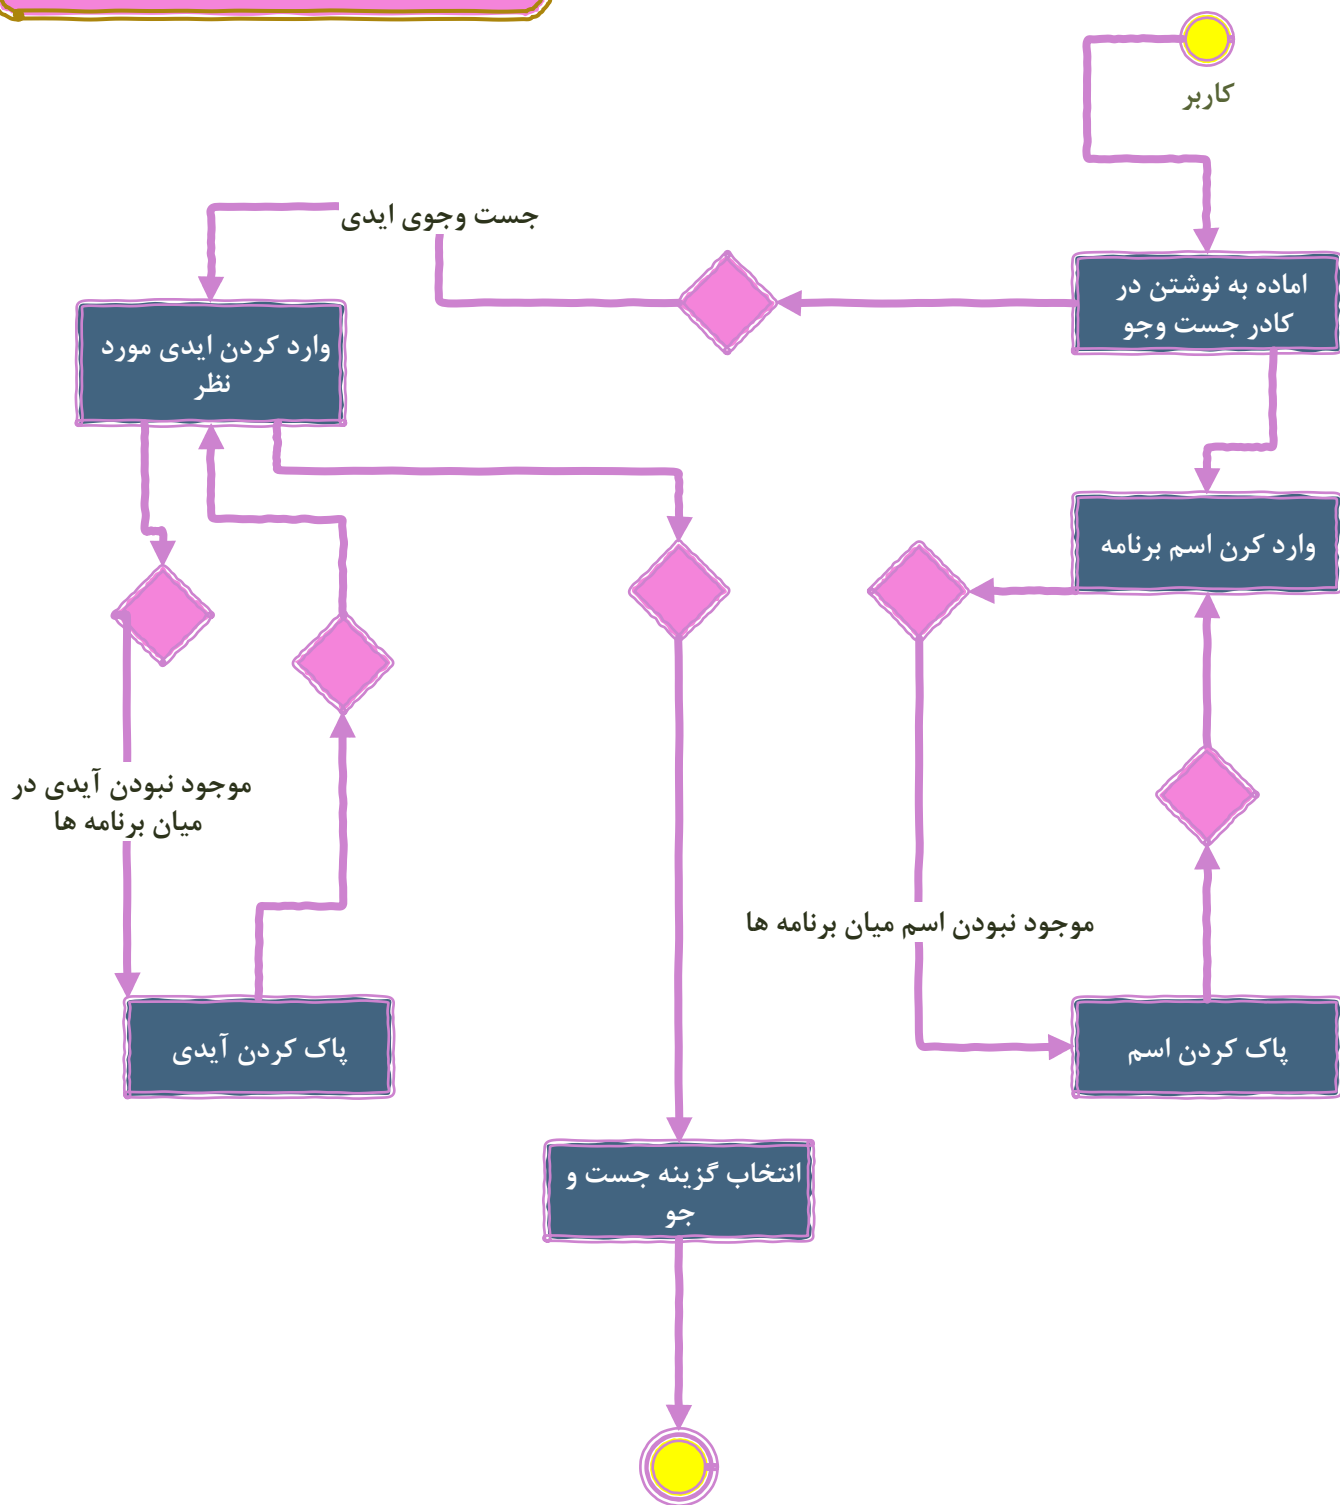 کاربر
جست وجوی ایدی
اماده به نوشتن در
کادر جست وجو
وارد کردن ایدی مورد
نظر
وارد کرن اسم برنامه
موجود نبودن آیدی در
میان برنامه ها
موجود نبودن اسم میان برنامه ها
پاک کردن آیدی
پاک کردن اسم
انتخاب گزینه جست و
جو